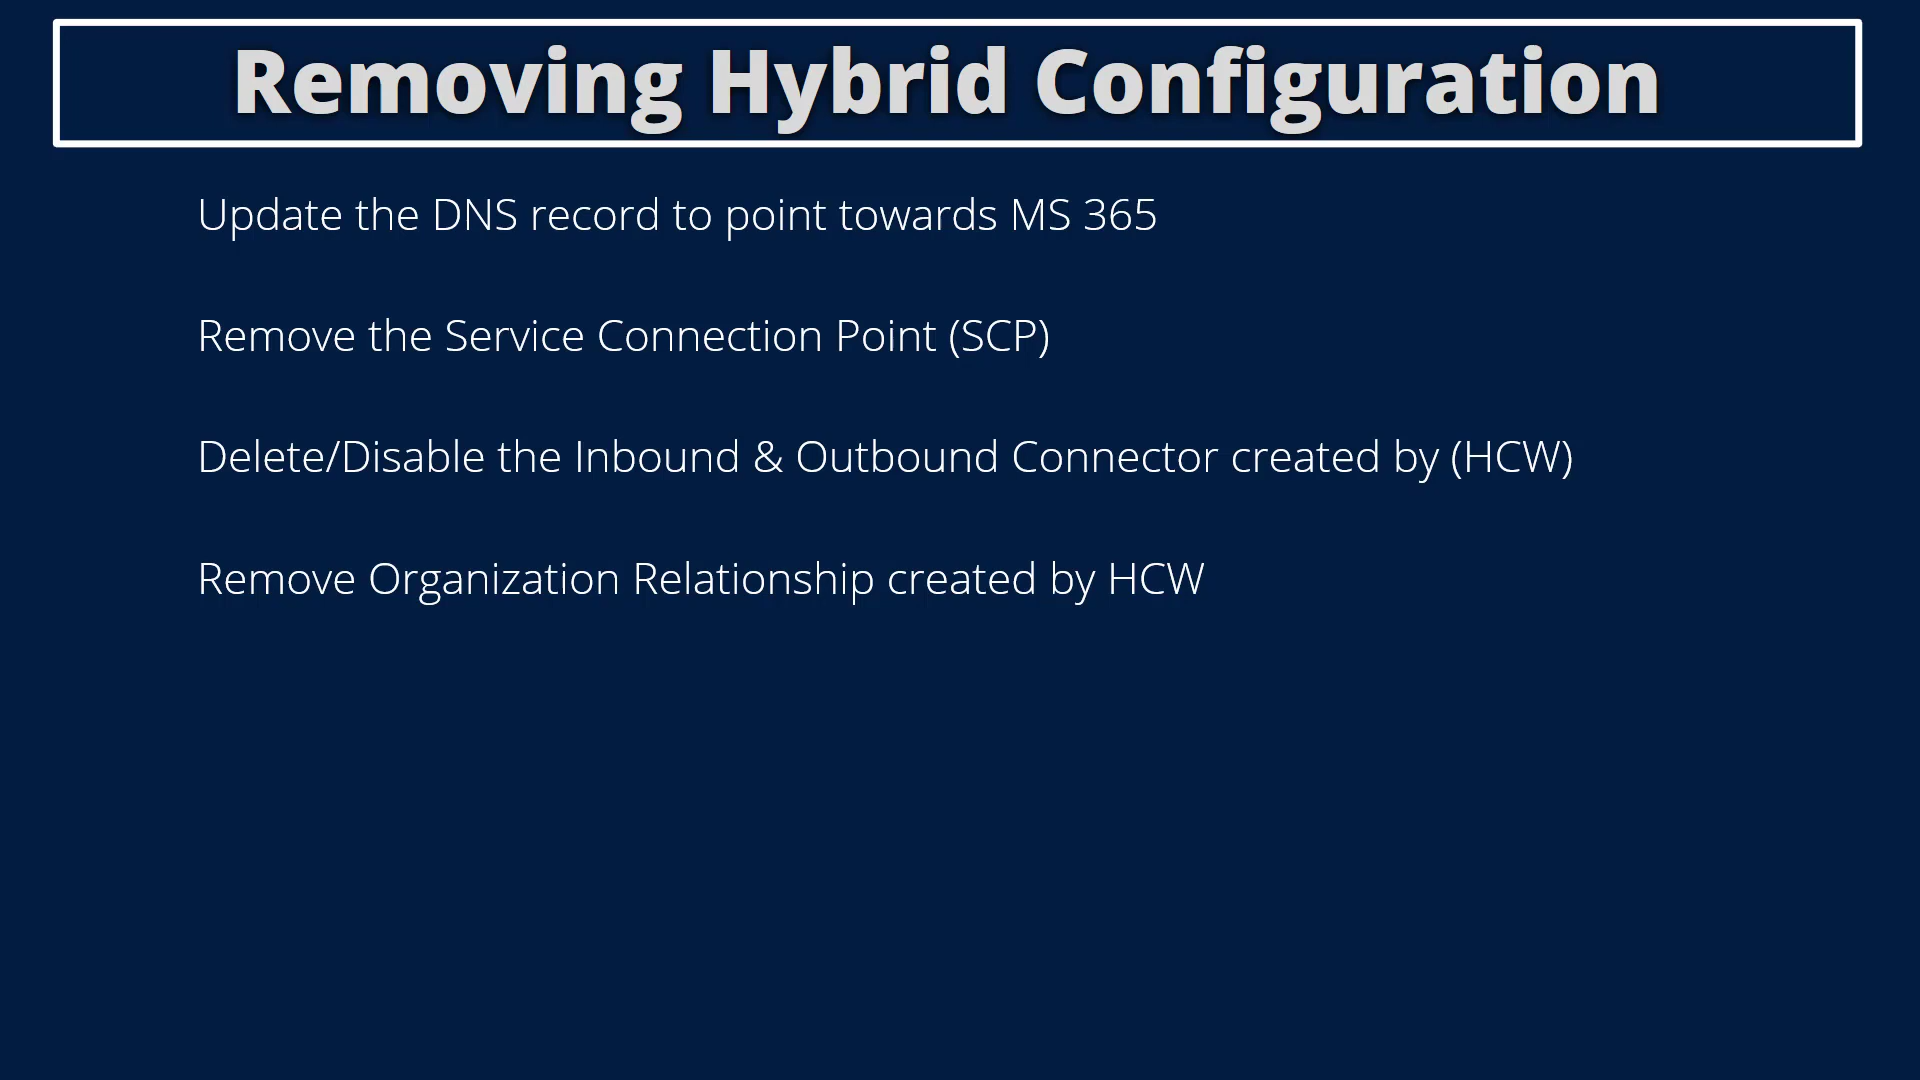 Removing Hybrid Configuration
Update the DNS record to point towards MS 365
Remove the Service Connection Point (SCP)
Delete/Disable the Inbound & Outbound Connector created by (HCW)
Remove Organization Relationship created by HCW